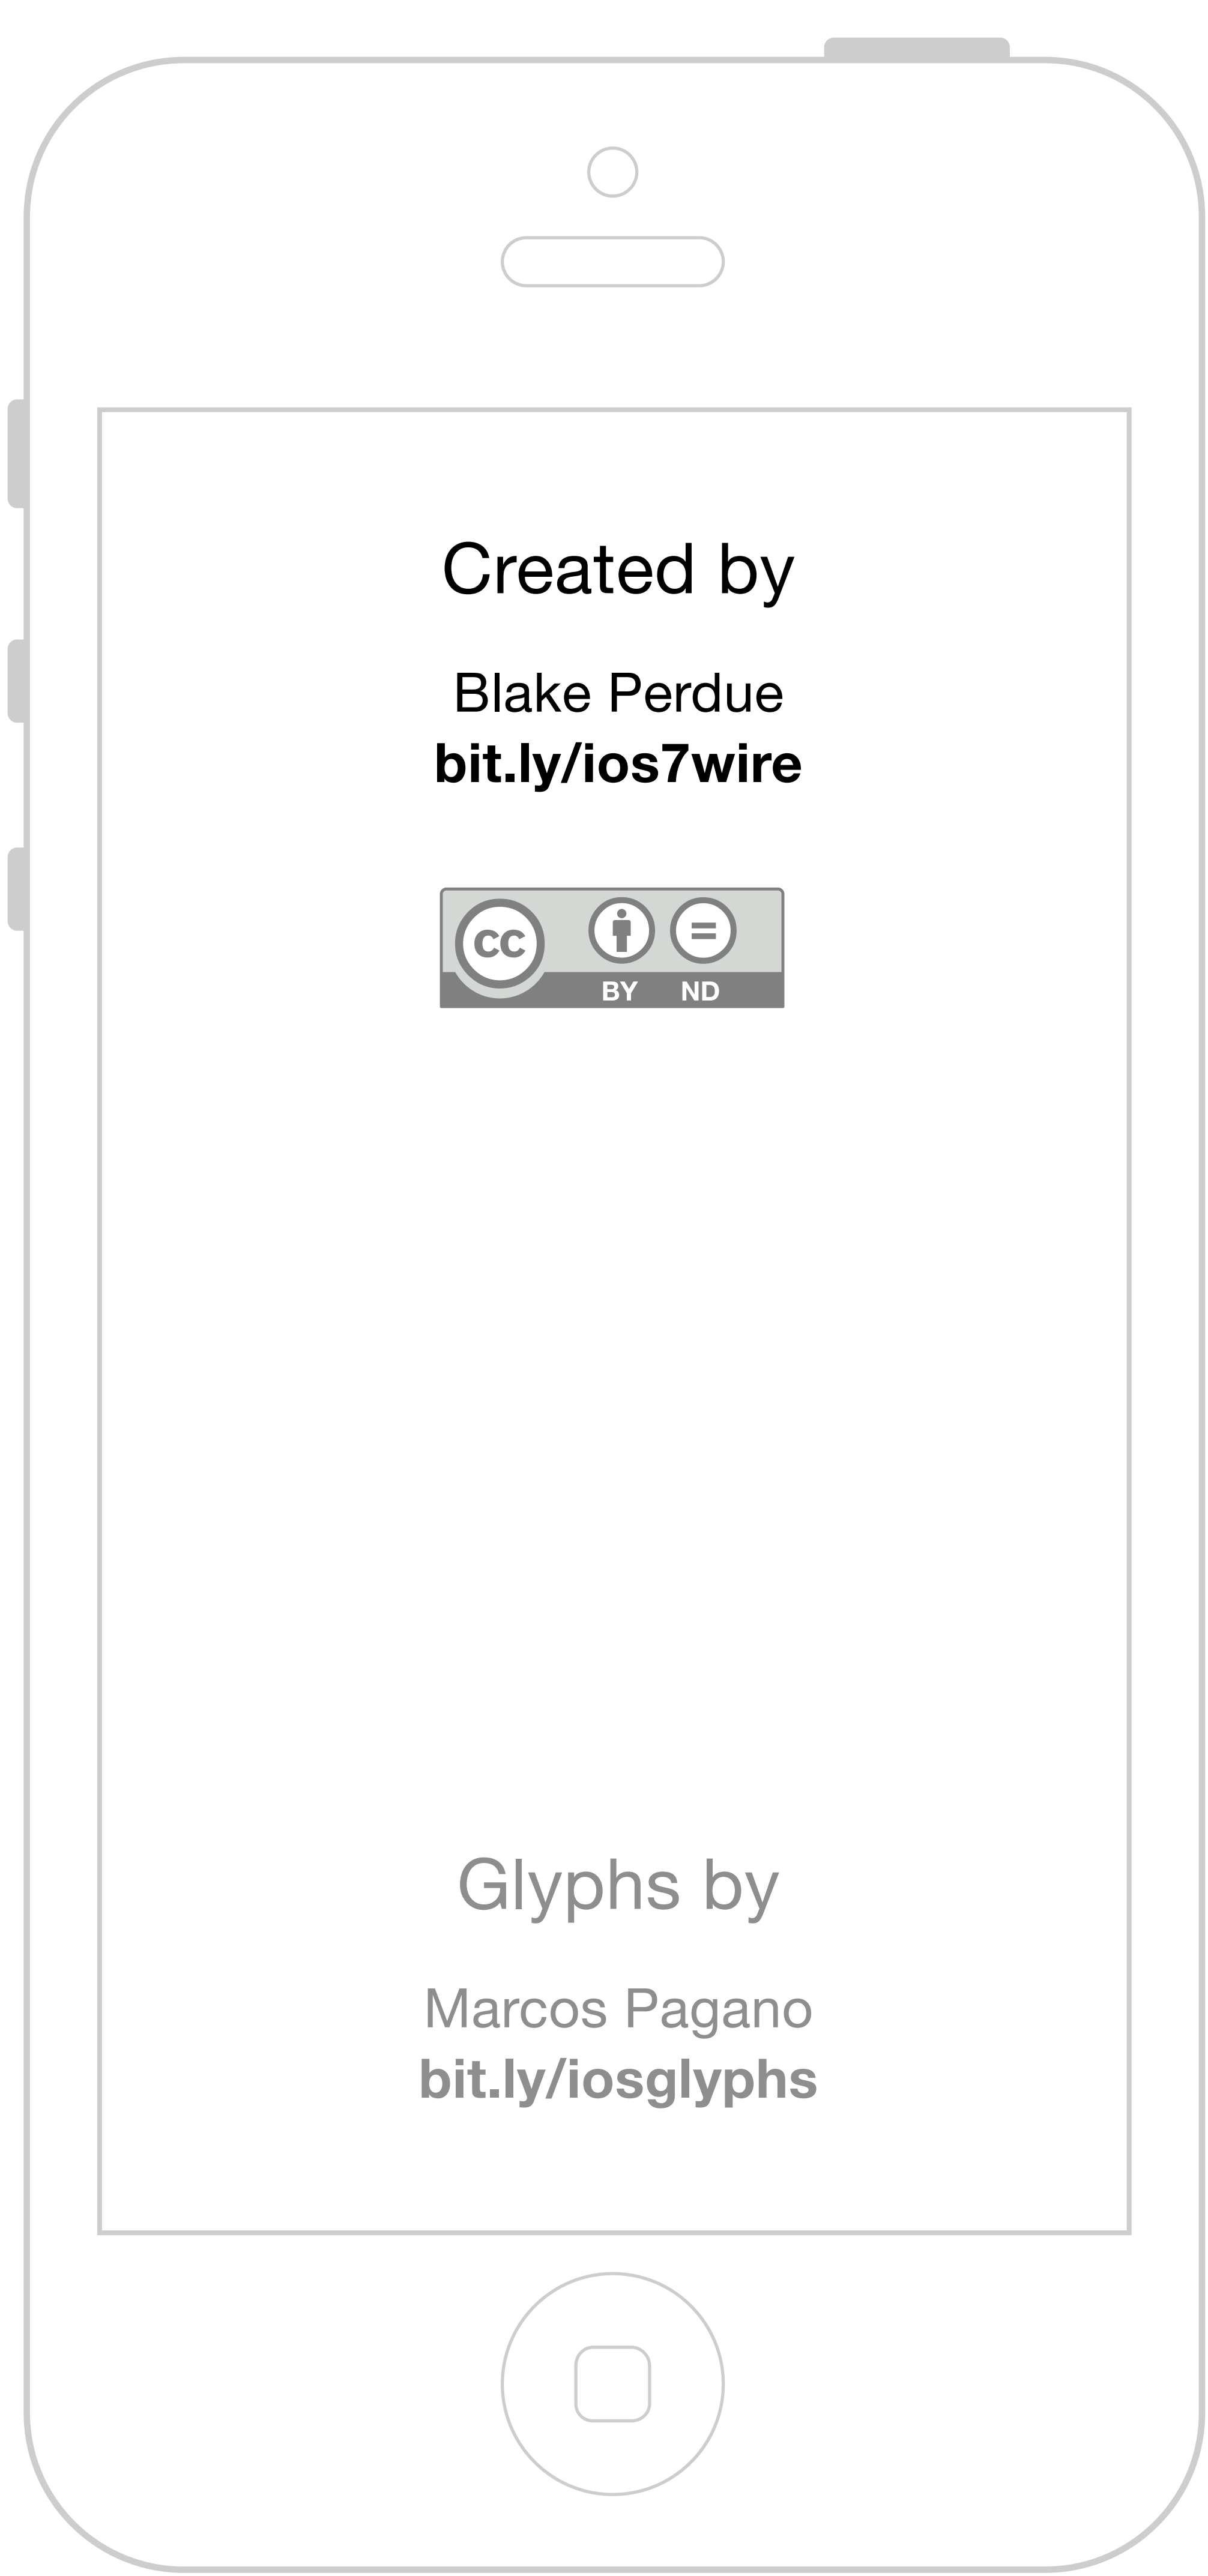 Created by
Blake Perdue
bit.ly/ios7wire
cc
BY ND
Glyphs by
Marcos Pagano
bit.ly/iosglyphs